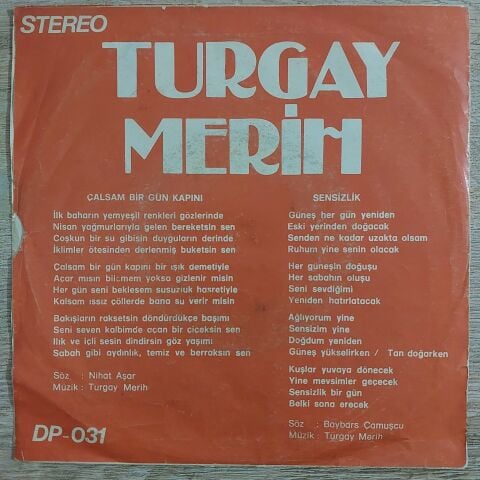 STEREO
TURGAY
MERİH
ÇALSAM BİR GÜN KAPINI
İlk baharın yemyeşil renkleri gözlerinde
Nisan yağmurlarıyla gelen bereketsin sen
Coşkun bir su gibisin duyguların derinde
İklimler ötesinden derlenmiş buketsin sen
Çalsam bir gün kapını bir ışık demetiyle
Açar mısın bilmem yoksa gizlenir misin
Her gün seni beklesem susuzluk hasretiyle
Kalsam ıssız çöllerde bana su verir misin
Bakışların raksetsin döndürdükçe başımı
Seni seven kalbimde açan bir çiçeksin sen
Ilık ve içli sesin dindirsin göz yaşımı
Sabah gibi aydınlık, temiz ve berraksın sen
Söz : Nihat Aşar
Müzik : Turgay Merih
DP-031
SENSİZLİK
Güneş her gün yeniden
Eski yerinden doğacak
Senden ne kadar uzakta olsam
Ruhum yine senin olacak
Her güneşin doğuşu
Her sabahın oluşu
Seni sevdiğimi
Yeniden hatırlatacak
Ağlıyorum yine
Sensizim yine
Doğdum yeniden
Güneş yükselirken / Tan doğarken
Kuşlar yuvaya dönecek
Yine mevsimler geçecek
Sensizlik bir gün
Belki sona erecek
Söz : Baybars Çamuşcu
Müzik : Turgay Merih